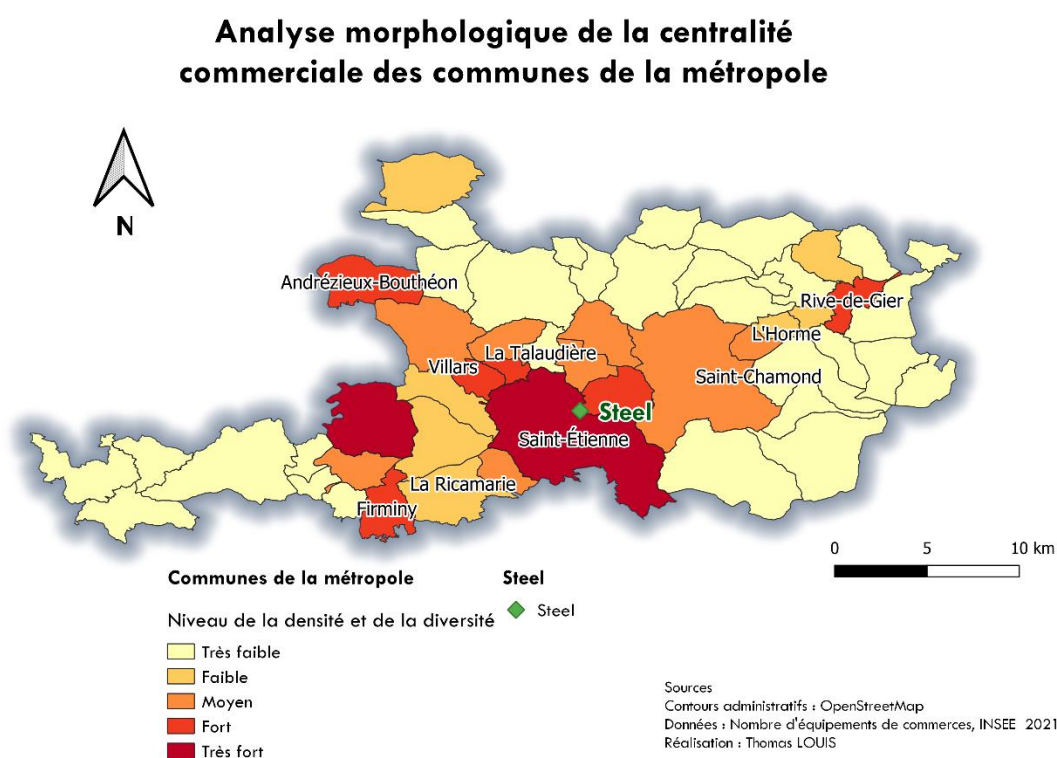 Analyse morphologique de la centralité
commerciale des communes de la métropole
N
Andrézieux-Bouthéon
Rive-de-Gier
L'Horme
La Talaudière
Villars
Saint-Chamond
Steel
Saint-Étienne
La Ricamarie
Firminy
0 5 10 km
Communes de la métropole
Niveau de la densité et de la diversité
Très faible
Faible
Moyen
Fort
Très fort
Steel
Steel
Sources
Contours administratifs : OpenStreetMap
Données : Nombre d'équipements de commerces, INSEE 2021
Réalisation : Thomas LOUIS